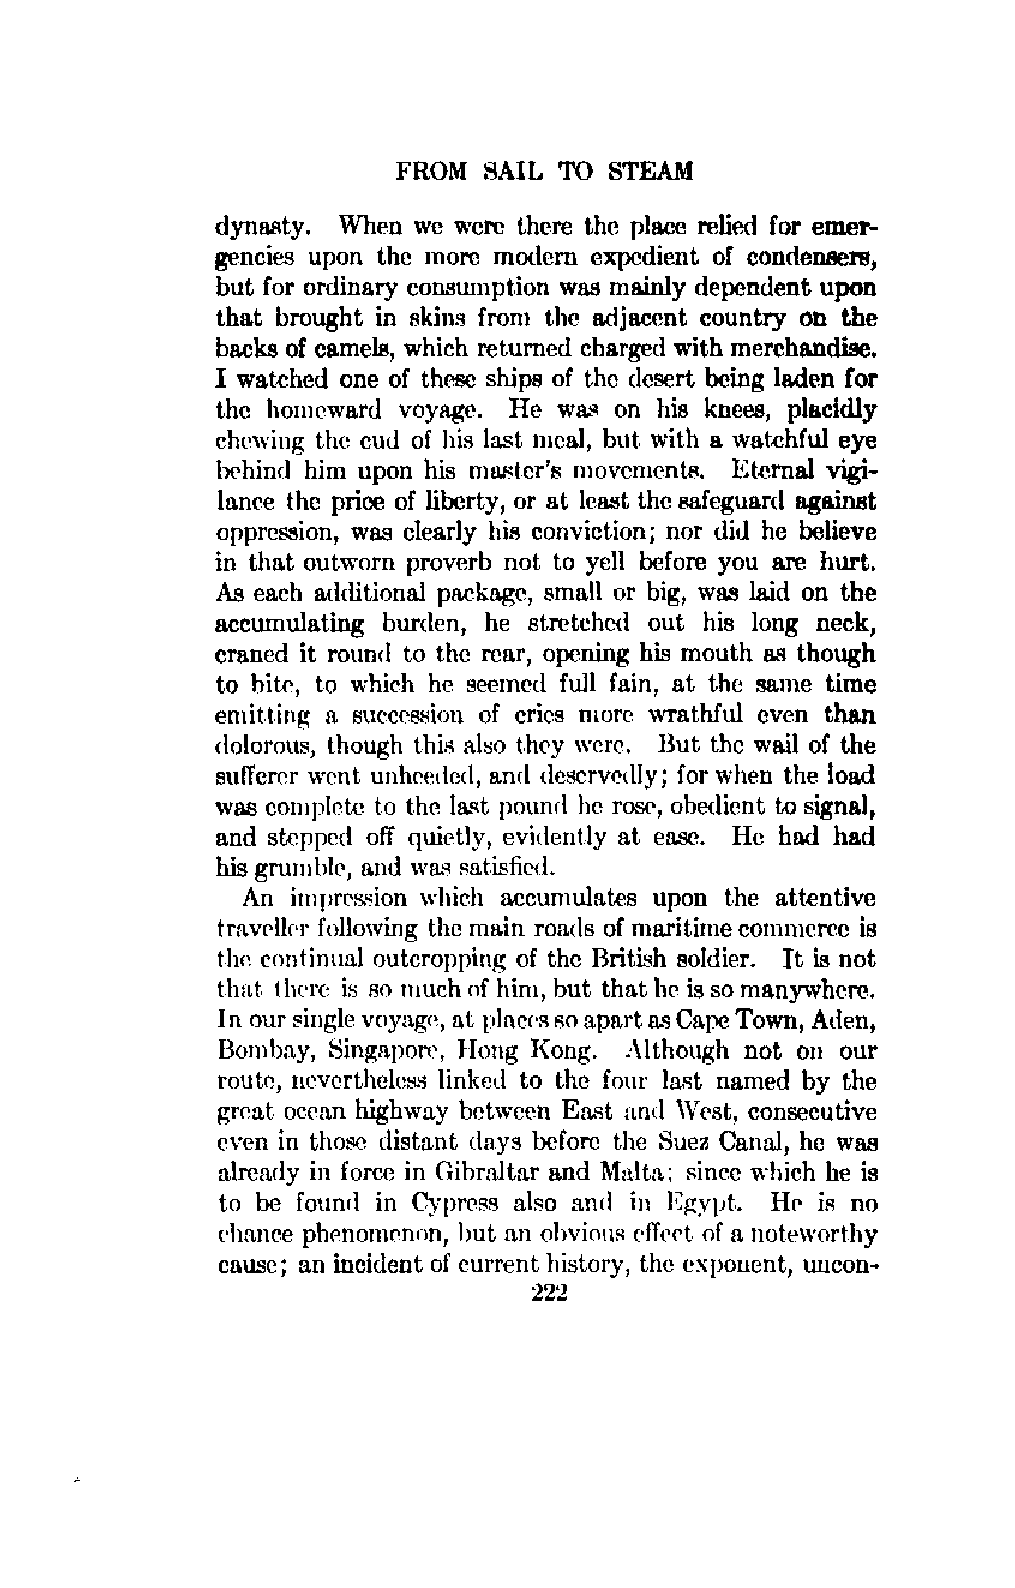 FROM SAIL TO STEAM
dynasty. When we were there the place relied for emer-
gencies upon the more modern expedient of condensers,
but for ordinary consumption was mainly dependent upon
that brought in skins from the adjacent country on the
backs of camels, which returned charged with merchandise.
I watched one of these ships of the desert being laden for
the homeward voyage. He was on his knees, placidly
chewing the cud of his last meal, but with a watchful eye
behind him upon his master's movements. Eternal vigi-
lance the price of liberty, or at least the safeguard against
oppression, was clearly his conviction; nor did he believe
in that outworn proverb not to yell before you are hurt.
As each additional package, small or big, was laid on the
accumulating burden, he stretched out his long neck,
craned it round to the rear, opening his mouth as though
to bite, to which he seemed full fain, at the same time
emitting a succession of cries more wrathful even than
dolorous, though this also they were. But the wail of the
sufferer went unheeded, and deservedly; for when the load
was complete to the last pound he rose, obedient to signal,
and stepped off quietly, evidently at ease. He had had
his grumble, and was satisfied.
An impression which accumulates upon the attentive
traveller following the main roads of maritime commerce is
the continual outcropping of the British soldier. It is not
that there is so much of him, but that he is so manywhere.
In our single voyage, at places so apart as Cape Town, Aden,
Bombay, Singapore, Hong Kong. Although not on our
route, nevertheless linked to the four last named by the
great ocean highway between East and West, consecutive
even in those distant days before the Suez Canal, he was
already in force in Gibraltar and Malta; since which he is
to be found in Cypress also and in Egypt. He is no
chance phenomenon, but an obvious effect of a noteworthy
cause; an incident of current history, the exponent, uncon-
222